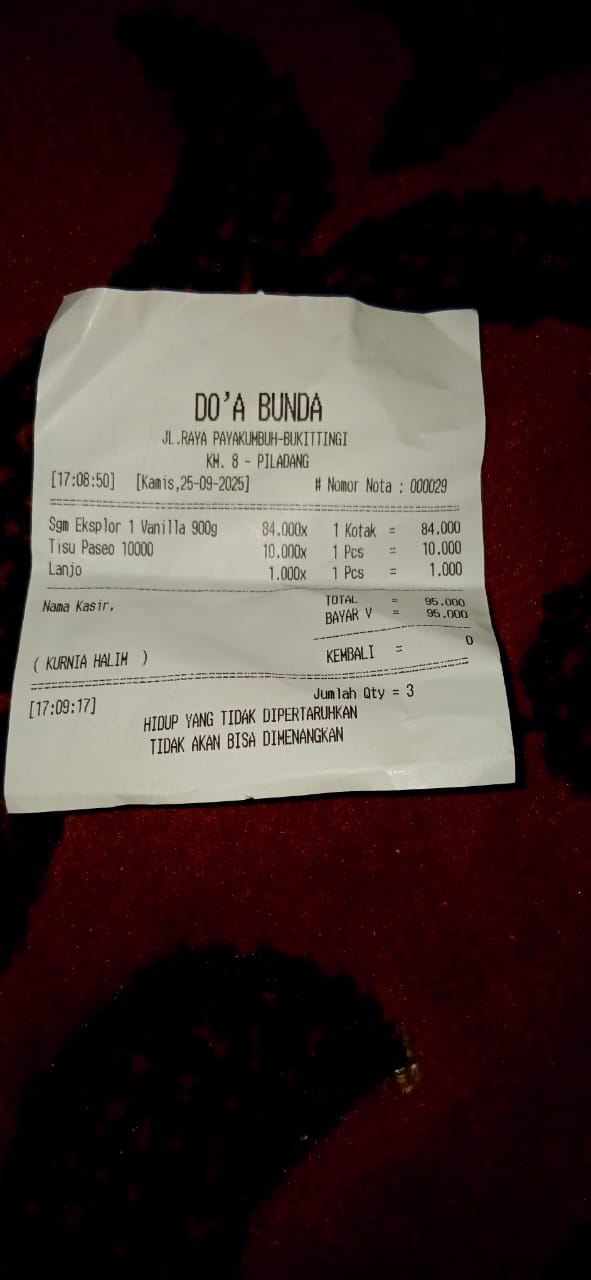 DO'A BUNDA
JL.RAYA PAYAKUMBUH-BUKITTINGI
KM. 8 - PILADANG
[17:08:50] [Kamis,25-09-2025] # Nomor Nota : 000029
Sgm Eksplor 1 Vanilla 900g 84.000x 1 Kotak = 84.000
Tisu Paseo 10000 10.000x 1 Pcs = 10.000
Lanjo 1.000x 1 Pcs = 1.000
Nama Kasir, TOTAL = 95.000
BAYAR V = 95.000
( KURNIA HALIM ) KEMBALI = 0
Jumlah Qty = 3
[17:09:17]
HIDUP YANG TIDAK DIPERTARUHKAN
TIDAK AKAN BISA DIMENANGKAN